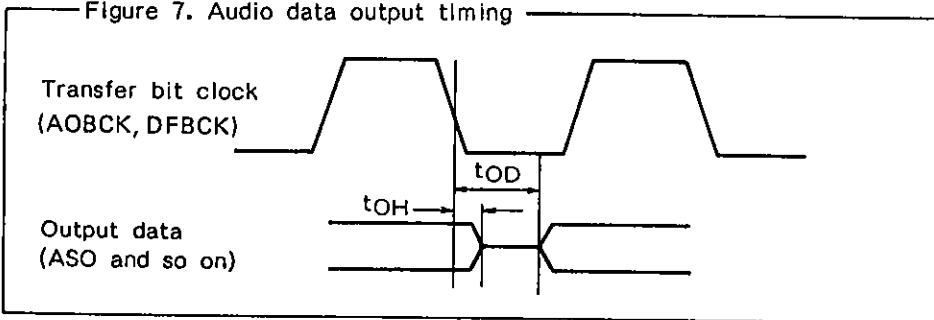 Figure 7. Audio data output timing
Transfer bit clock
(AOBCK, DFBCK)
tOD
tOH
Output data
(ASO and so on)